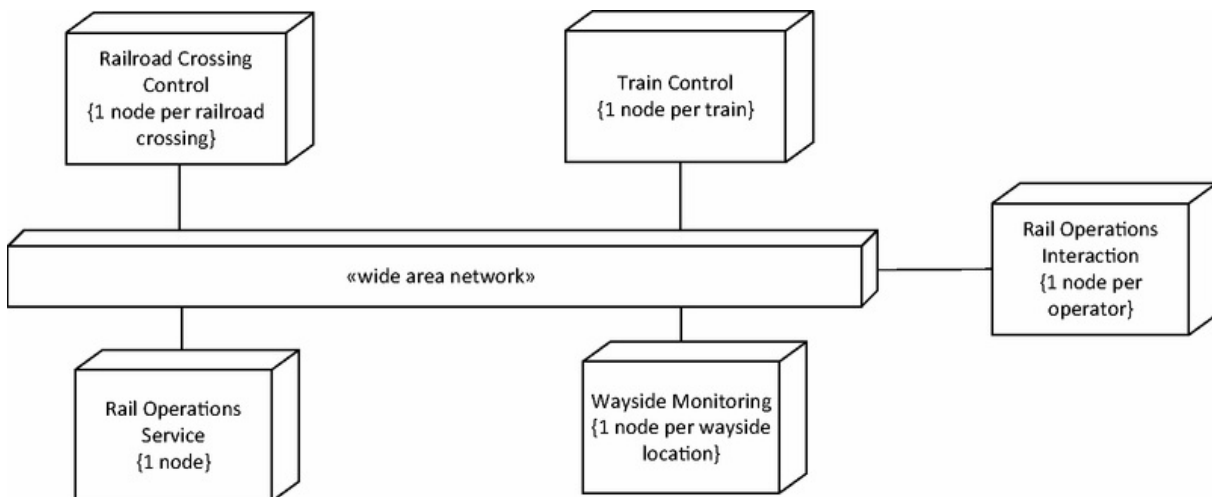 Railroad Crossing
Control
{1 node per railroad
crossing}
Train Control
{1 node per train}
Rail Operations
Interaction
{1 node per
operator}
«wide area network»
Rail Operations
Service
{1 node}
Wayside Monitoring
{1 node per wayside
location}